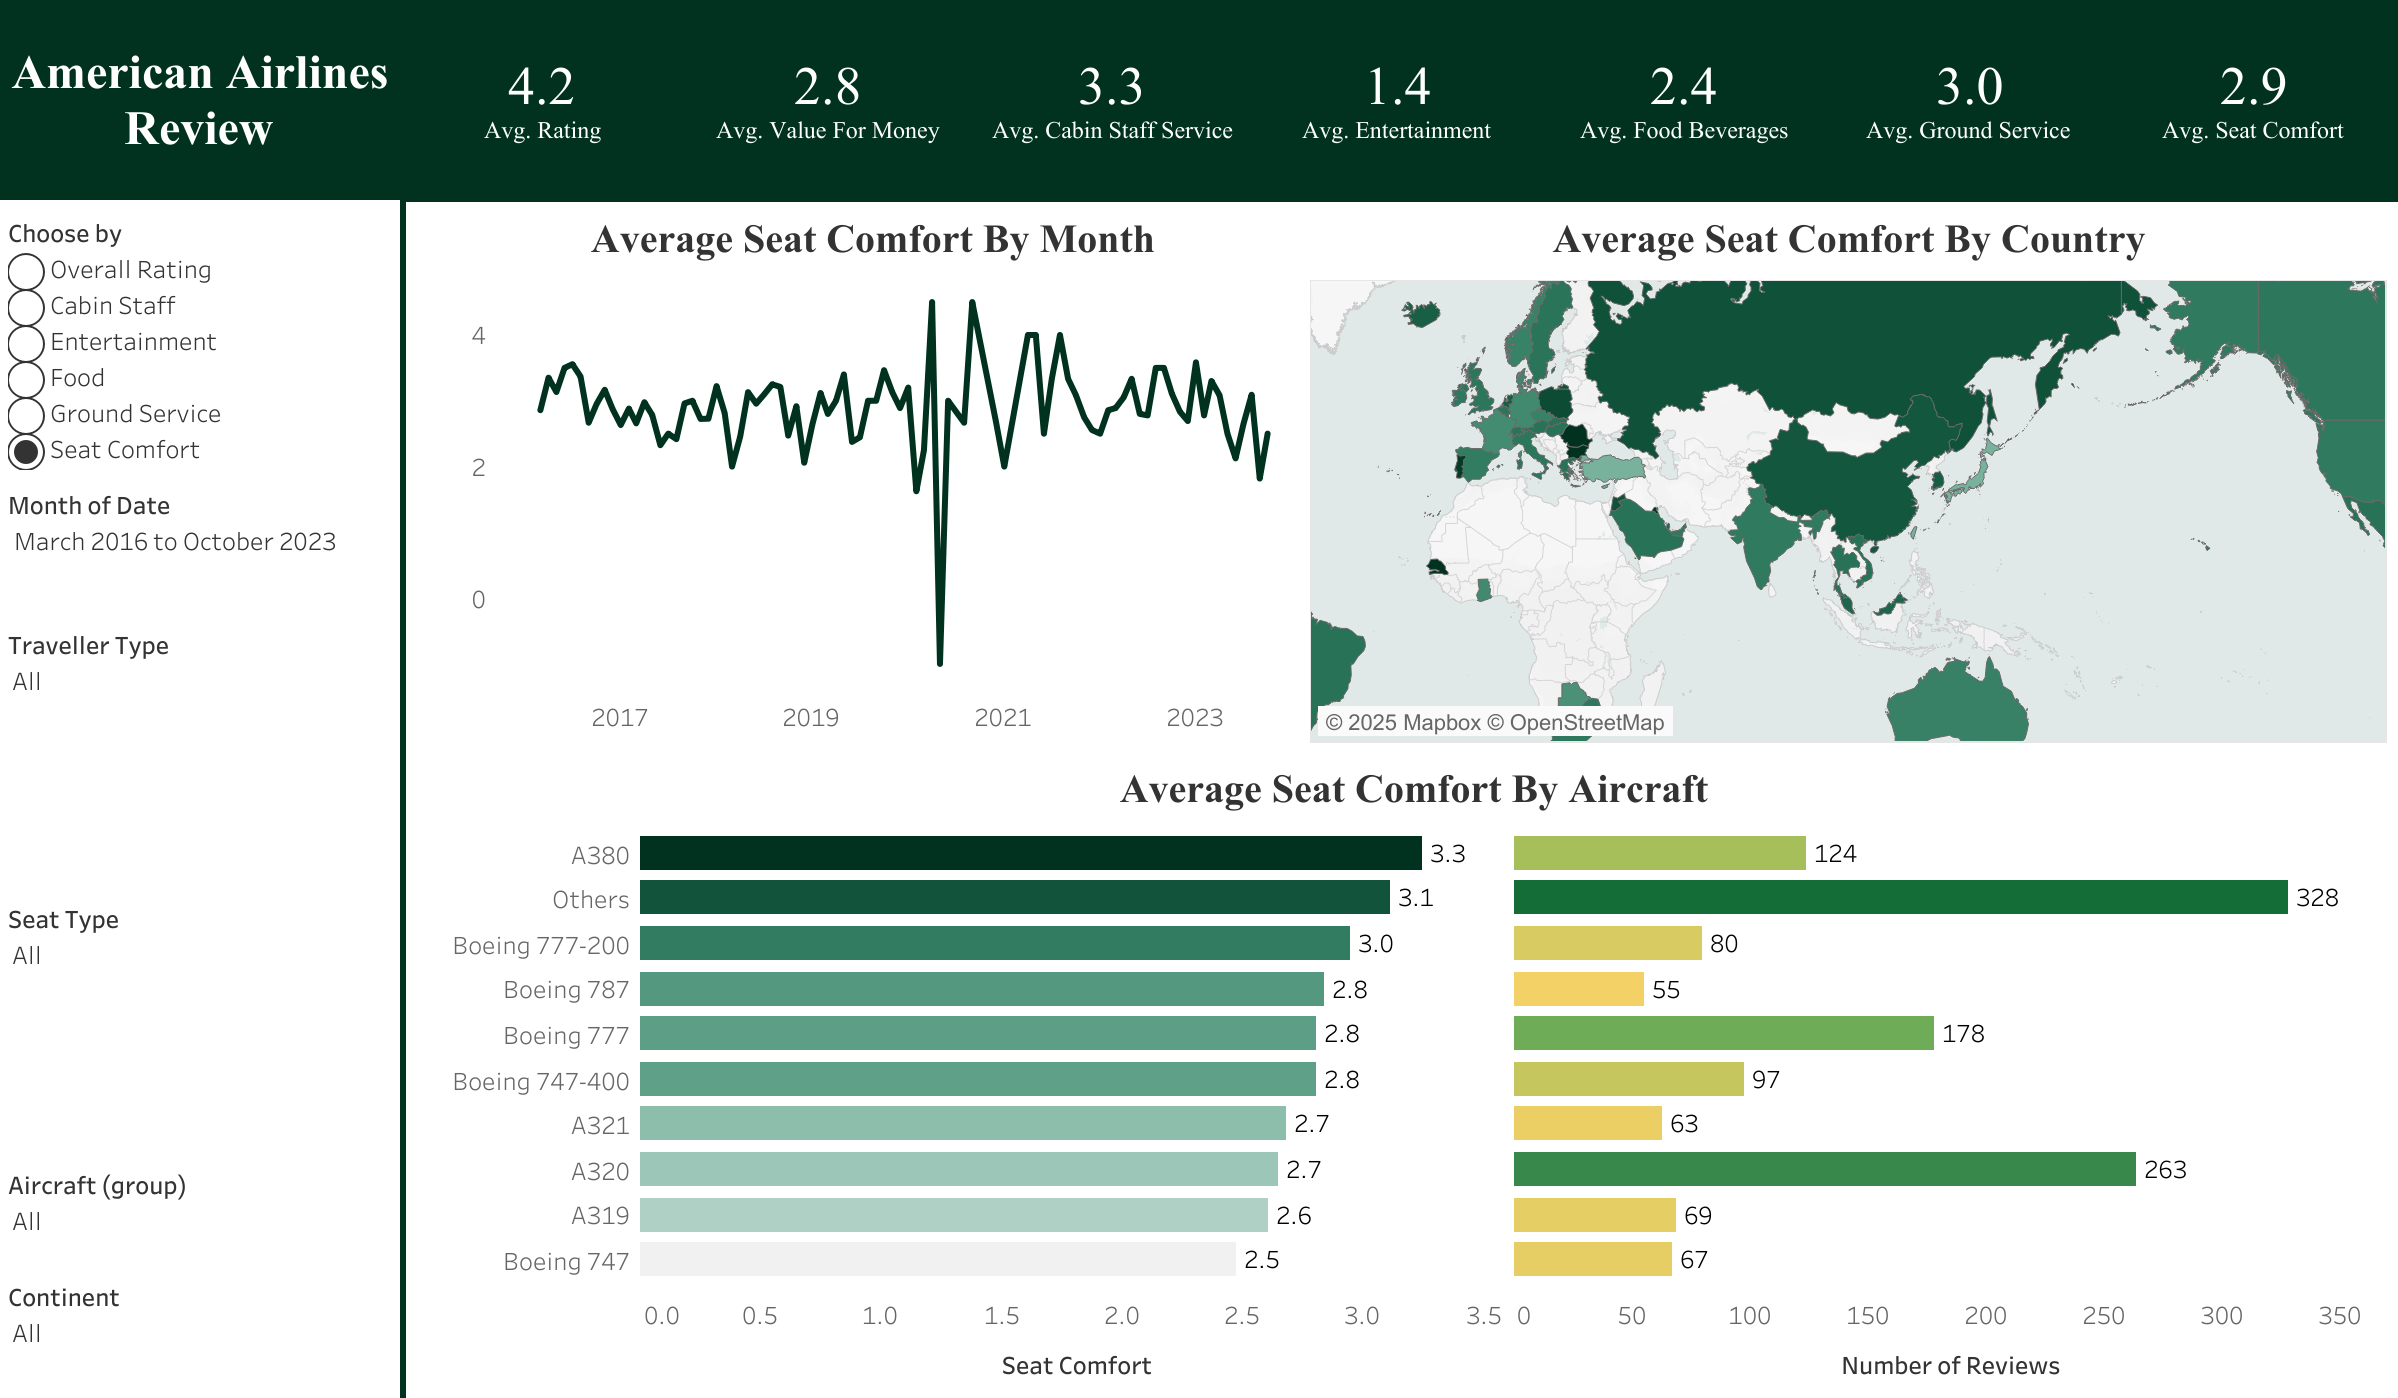 American Airlines
Review
4.2
Avg. Rating
2.8
Avg. Value For Money
3.3
Avg. Cabin Staff Service
1.4
Avg. Entertainment
2.4
Avg. Food Beverages
3.0
Avg. Ground Service
2.9
Avg. Seat Comfort
Choose by
Overall Rating
Cabin Staff
Entertainment
Food
Ground Service
Seat Comfort
Month of Date
March 2016 to October 2023
Traveller Type
All
Seat Type
All
Aircraft (group)
All
Continent
All
Average Seat Comfort By Month
4
2
0
2017 2019 2021 2023
Average Seat Comfort By Country
© 2025 Mapbox © OpenStreetMap
Average Seat Comfort By Aircraft
A380 3.3 124
Others 3.1 328
Boeing 777-200 3.0 80
Boeing 787 2.8 55
Boeing 777 2.8 178
Boeing 747-400 2.8 97
A321 2.7 63
A320 2.7 263
A319 2.6 69
Boeing 747 2.5 67
0.0 0.5 1.0 1.5 2.0 2.5 3.0 3.5 0 50 100 150 200 250 300 350
Seat Comfort Number of Reviews